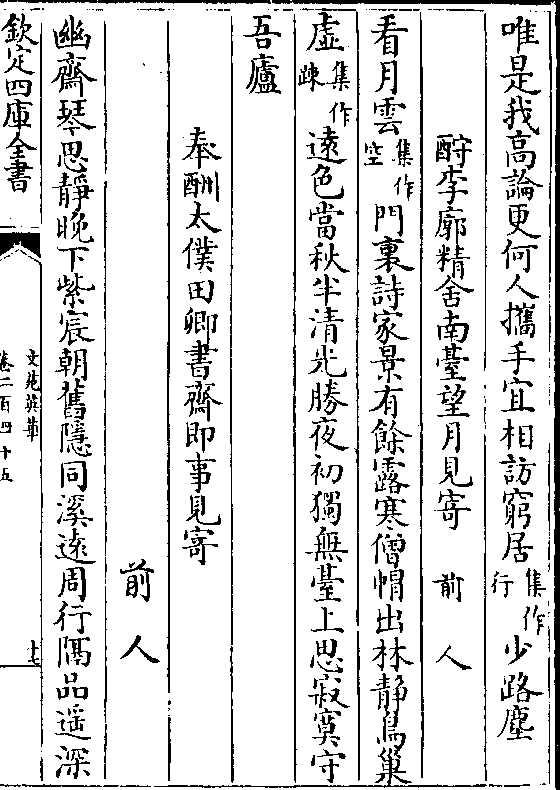 唯是我高論更何人攜手宜相訪窮居集作行少路塵
酧李廓精舍南臺望月見寄 前人
看月雲集作空門裏詩家景有餘露寒僧帽出林靜鳥巢
虛集作疎遠色當秋半清光勝夜初獨無臺上思寂寞守
吾廬
奉酬太僕田卿書齋即事見寄
前人
幽齋琴思靜晚下紫宸朝舊隱同溪遠周行隔品遥深
欽定四庫全書
文苑英華
卷二百四十五
十七